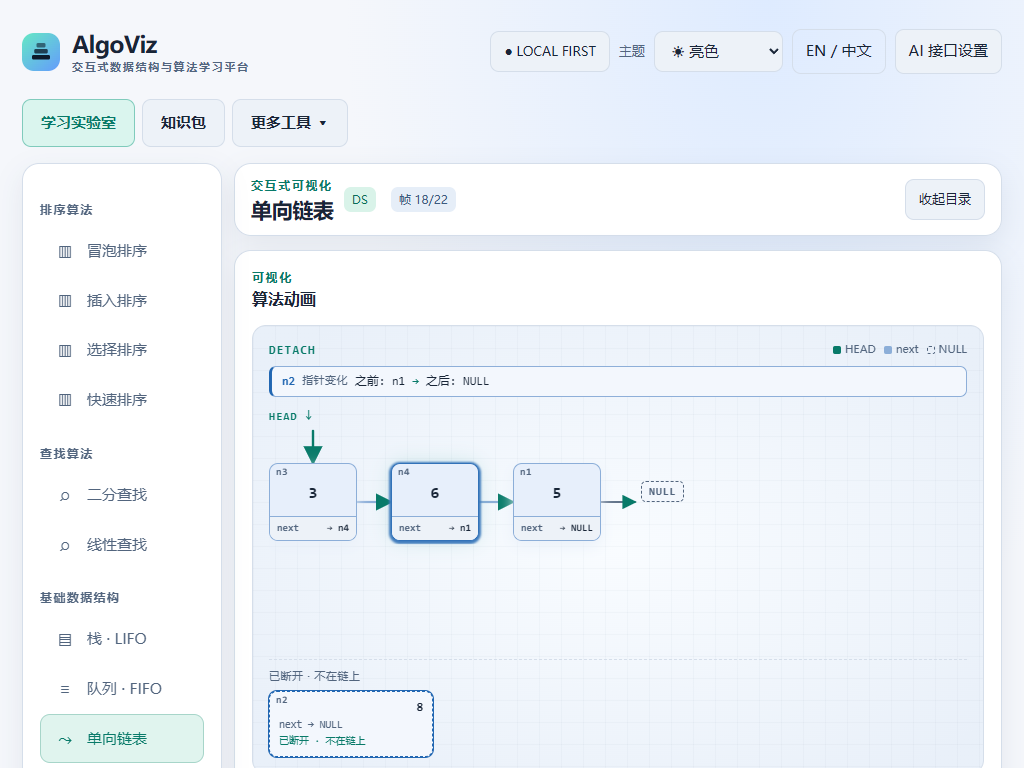 AlgoViz
交互式数据结构与算法学习平台
● LOCAL FIRST
主题
☀ 亮色
EN / 中文
AI 接口设置
学习实验室
知识包
更多工具 ▾
排序算法
冒泡排序
插入排序
选择排序
快速排序
查找算法
二分查找
线性查找
基础数据结构
栈 · LIFO
队列 · FIFO
单向链表
交互式可视化
单向链表
DS
帧 18/22
收起目录
可视化
算法动画
DETACH
HEAD
next
NULL
n2 指针变化 之前: n1 → 之后: NULL
HEAD ↓
n3
3
next → n4
n4
6
next → n1
n1
5
next → NULL
NULL
已断开 · 不在链上
n2
8
next → NULL
已断开 · 不在链上